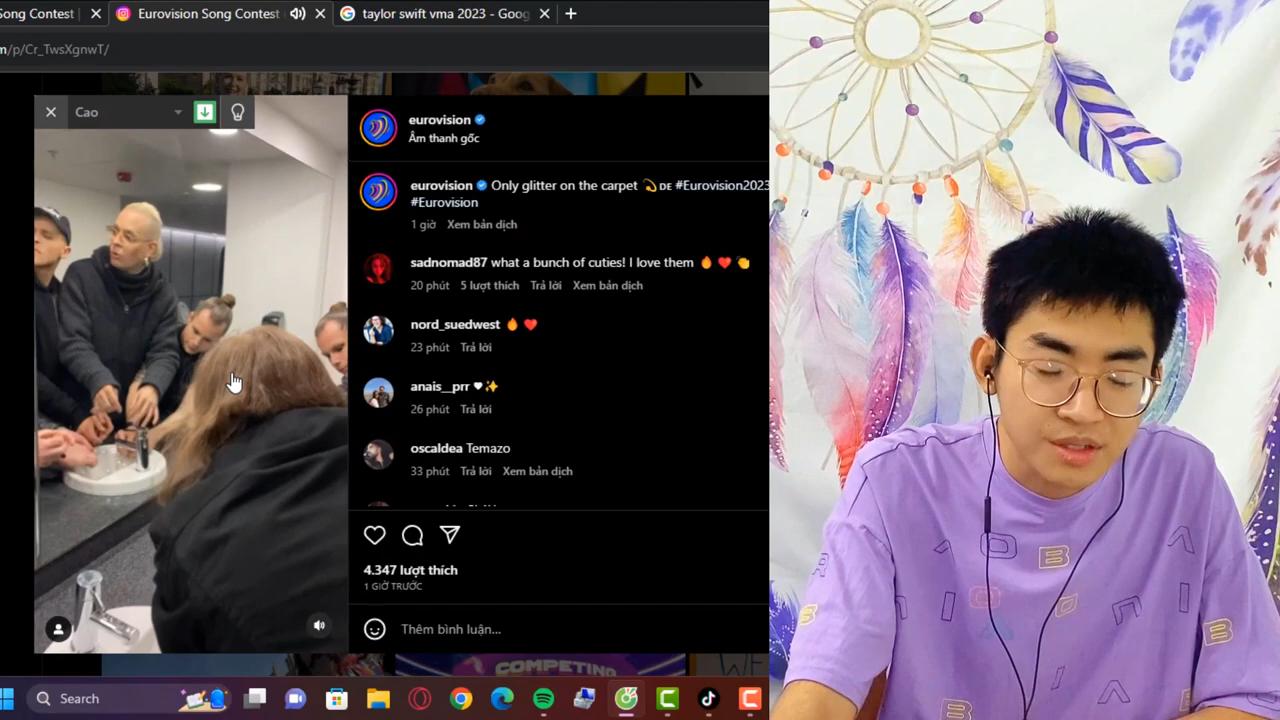 Song Contest
Eurovision Song Contest
taylor swift vma 2023 - Goog
m/p/Cr_TwsXgnwT/
Cao
eurovision
Âm thanh gốc
eurovision Only glitter on the carpet 💫 DE #Eurovision2023
#Eurovision
1 giờ Xem bản dịch
sadnomad87 what a bunch of cuties! I love them 🔥 ❤️ 👏
20 phút 5 lượt thích Trả lời Xem bản dịch
nord_suedwest 🔥 ❤️
23 phút Trả lời
anais__prr 🤍✨
26 phút Trả lời
oscaldea Temazo
33 phút Trả lời Xem bản dịch
4.347 lượt thích
1 GIỜ TRƯỚC
Thêm bình luận...
COMPETING
Search